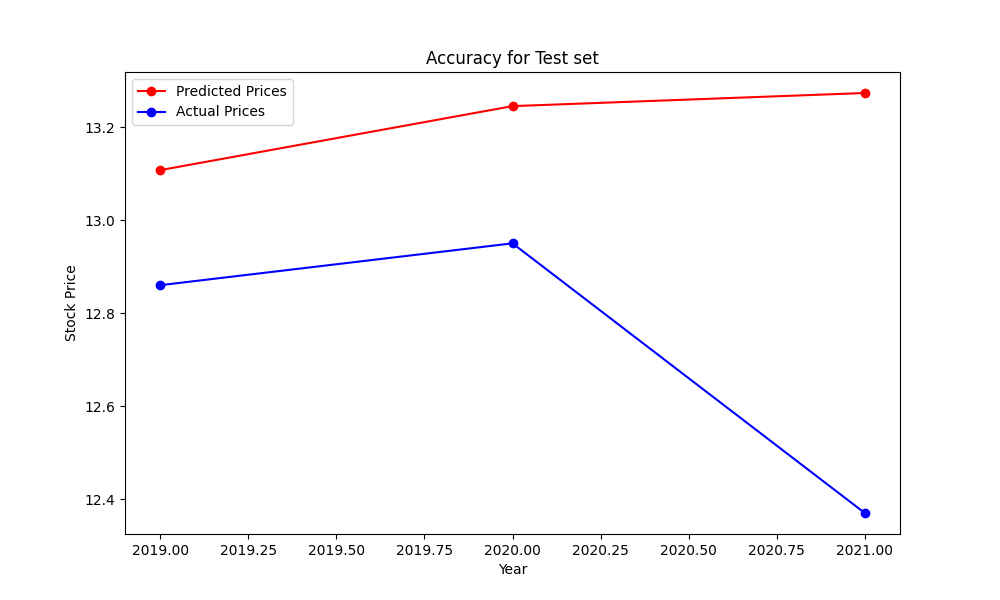 Accuracy for Test set
Predicted Prices
Actual Prices
13.2
13.0
12.8
12.6
12.4
Stock Price
2019.00 2019.25 2019.50 2019.75 2020.00 2020.25 2020.50 2020.75 2021.00
Year